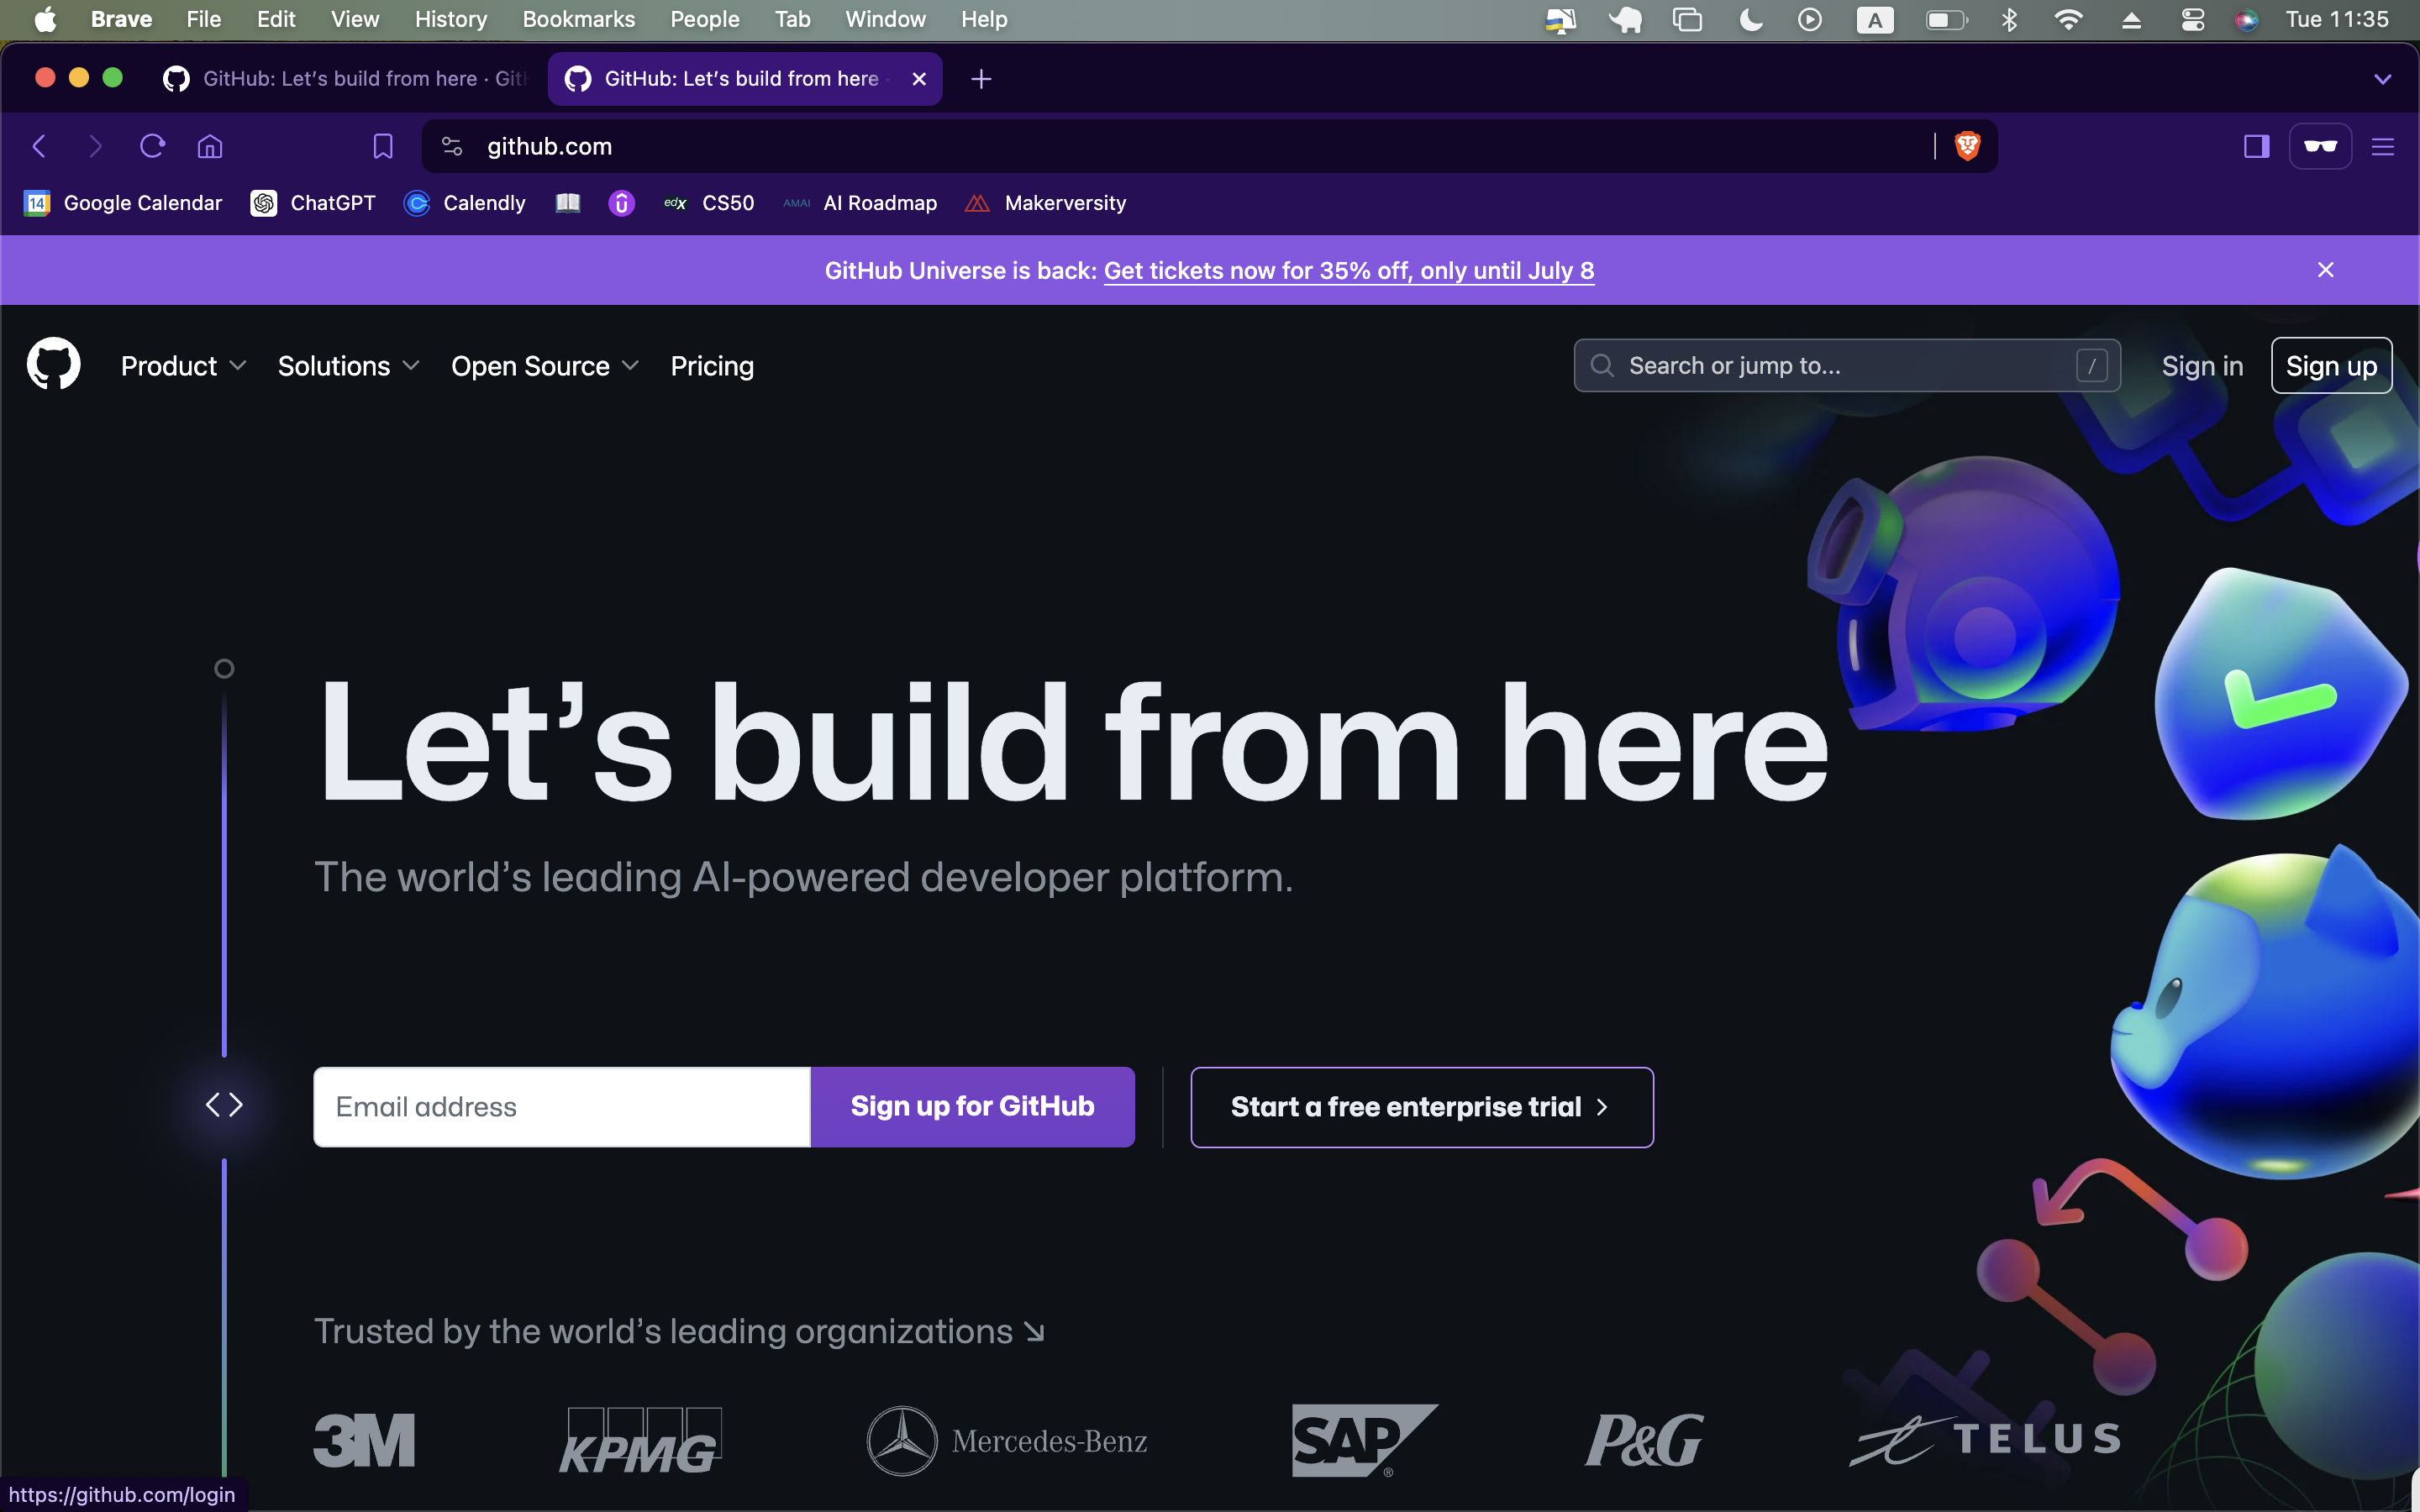 Brave File Edit View History Bookmarks People Tab Window Help A Tue 11:35
GitHub: Let’s build from here · Git GitHub: Let’s build from here ·
github.com
14 Google Calendar ChatGPT Calendly edX CS50 AMAI AI Roadmap Makerversity
GitHub Universe is back: Get tickets now for 35% off, only until July 8
Product Solutions Open Source Pricing Search or jump to... / Sign in Sign up
Let’s build from here
The world’s leading AI-powered developer platform.
Email address Sign up for GitHub Start a free enterprise trial
Trusted by the world’s leading organizations
3M KPMG Mercedes-Benz SAP ® P&G TELUS
https://github.com/login